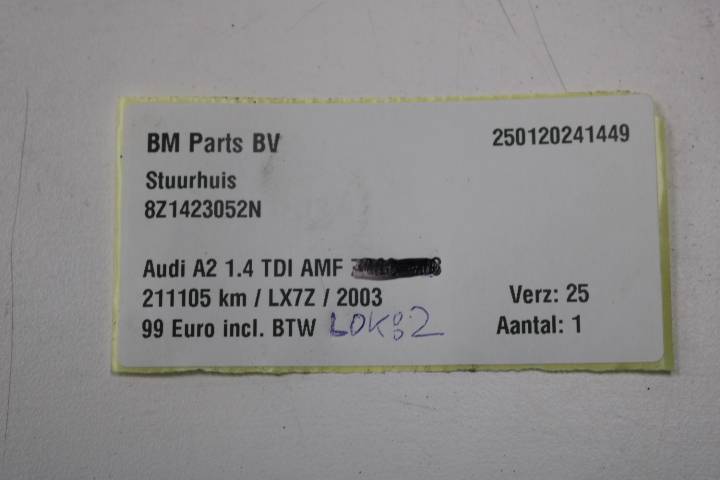 BM Parts BV 250120241449
Stuurhuis
8Z1423052N
Audi A2 1.4 TDI AMF
211105 km / LX7Z / 2003 Verz: 25
99 Euro incl. BTW LOK:82 Aantal: 1